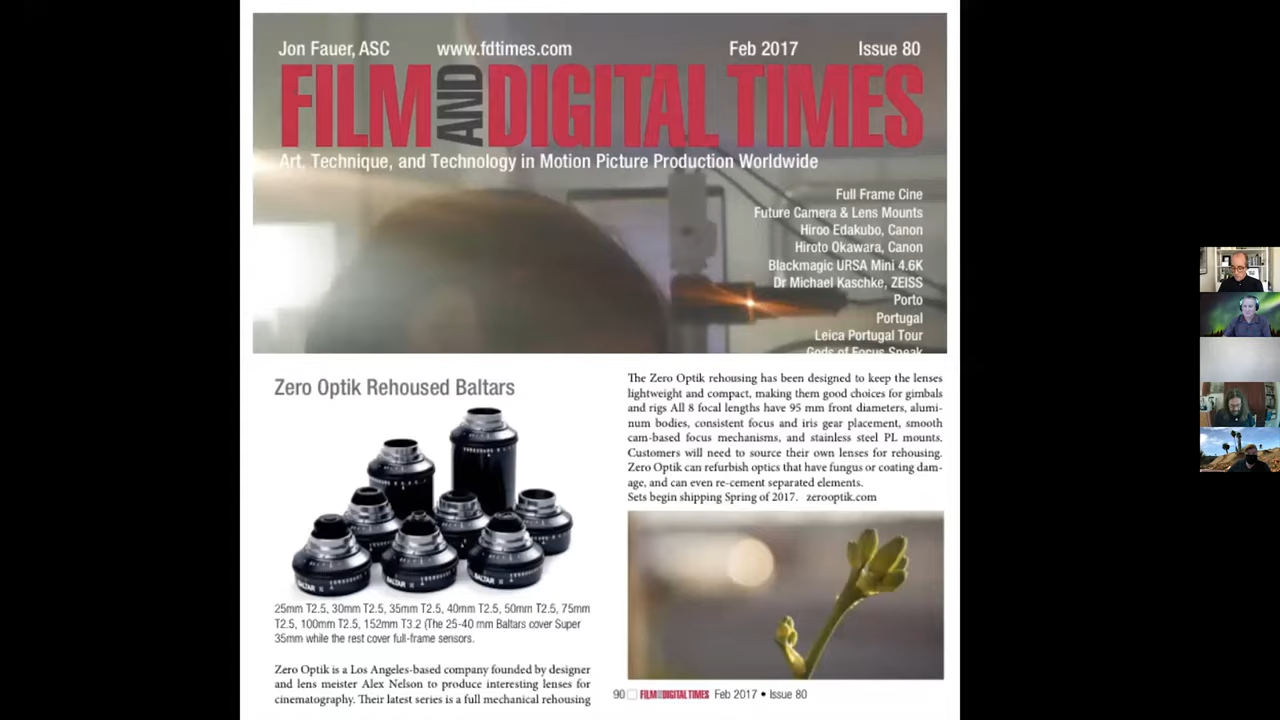 Jon Fauer, ASC www.fdtimes.com Feb 2017 Issue 80
FILM AND DIGITAL TIMES
Art, Technique, and Technology in Motion Picture Production Worldwide
Full Frame Cine
Future Camera & Lens Mounts
Hiroo Edakubo, Canon
Hiroto Okawara, Canon
Blackmagic URSA Mini 4.6K
Dr Michael Kaschke, ZEISS
Porto
Portugal
Leica Portugal Tour
Gods of Focus Speak
Zero Optik Rehoused Baltars
BALTAR
BALTAR
BALTAR
25mm T2.5, 30mm T2.5, 35mm T2.5, 40mm T2.5, 50mm T2.5, 75mm
T2.5, 100mm T2.5, 152mm T3.2 (The 25-40 mm Baltars cover Super
35mm while the rest cover full-frame sensors.
Zero Optik is a Los Angeles-based company founded by designer
and lens meister Alex Nelson to produce interesting lenses for
cinematography. Their latest series is a full mechanical rehousing
The Zero Optik rehousing has been designed to keep the lenses
lightweight and compact, making them good choices for gimbals
and rigs All 8 focal lengths have 95 mm front diameters, alumi-
num bodies, consistent focus and iris gear placement, smooth
cam-based focus mechanisms, and stainless steel PL mounts.
Customers will need to source their own lenses for rehousing.
Zero Optik can refurbish optics that have fungus or coating dam-
age, and can even re-cement separated elements.
Sets begin shipping Spring of 2017. zerooptik.com
90 FILM AND DIGITAL TIMES Feb 2017 • Issue 80